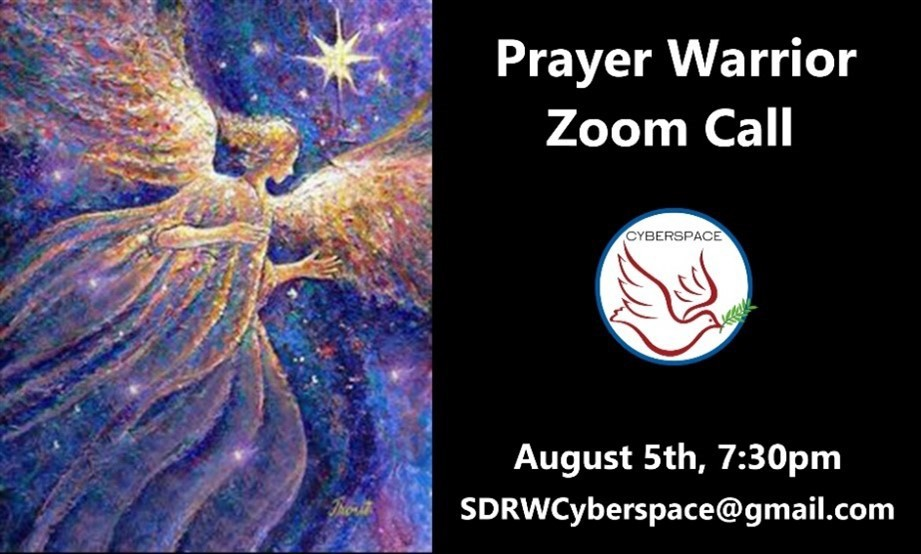 Prayer Warrior
Zoom Call
CYBERSPACE
August 5th, 7:30pm
SDRWCyberspace@gmail.com